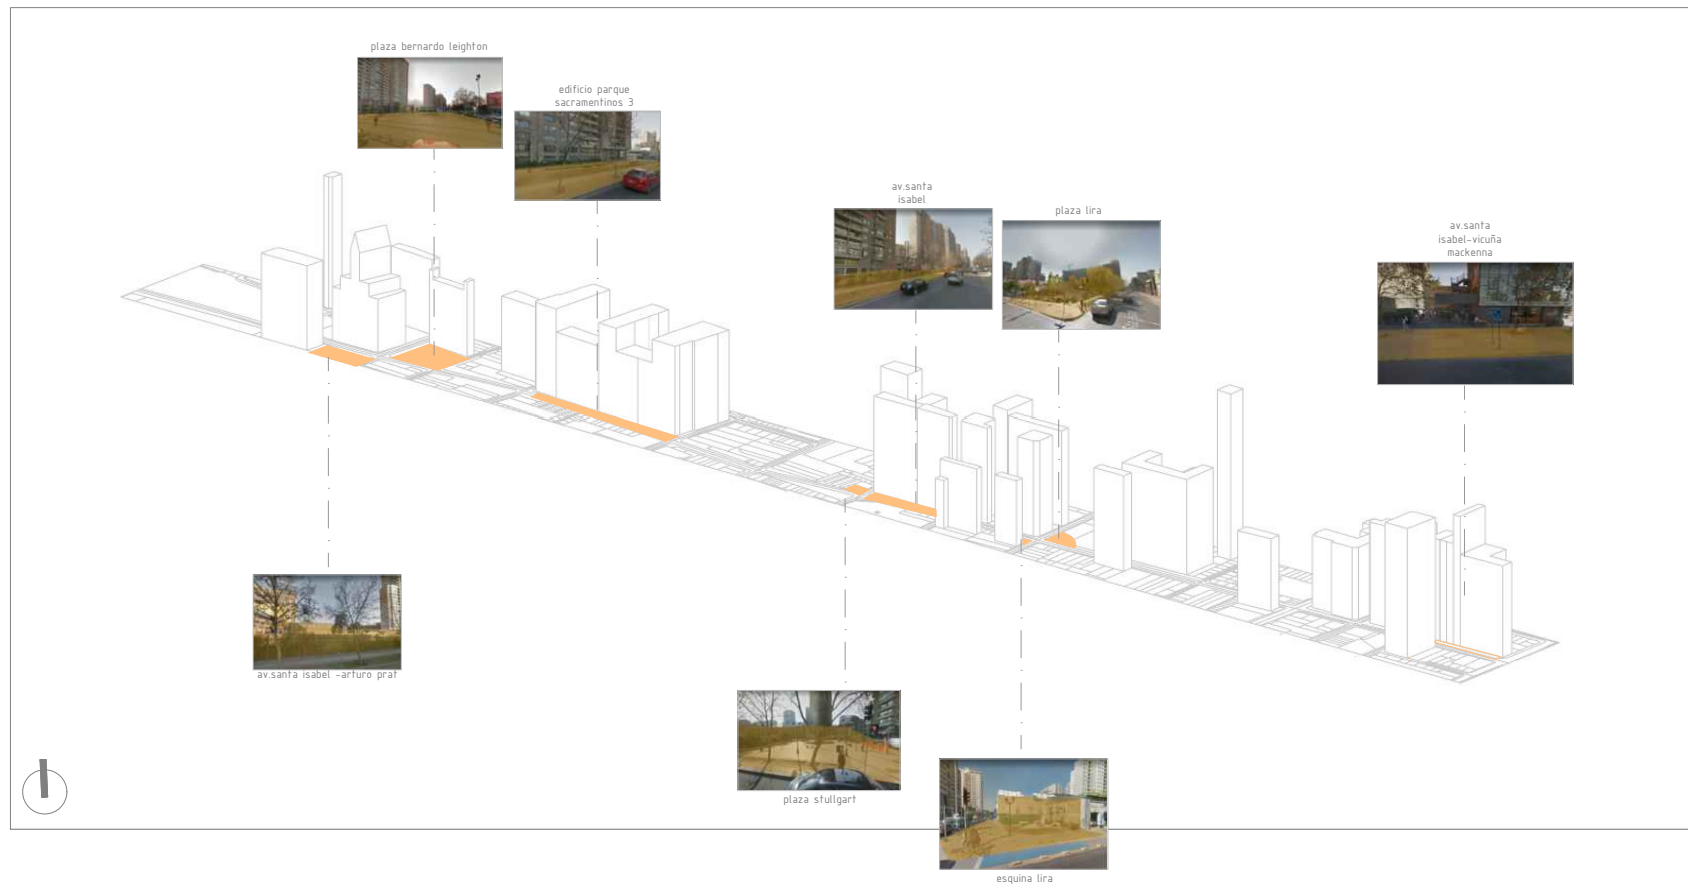 plaza bernardo leighton
edificio parque
sacramentinos 3
av.santa
isabel
plaza lira
av.santa
isabel-vicuña
mackenna
av.santa isabel -arturo prat
plaza stullgart
esquina lira